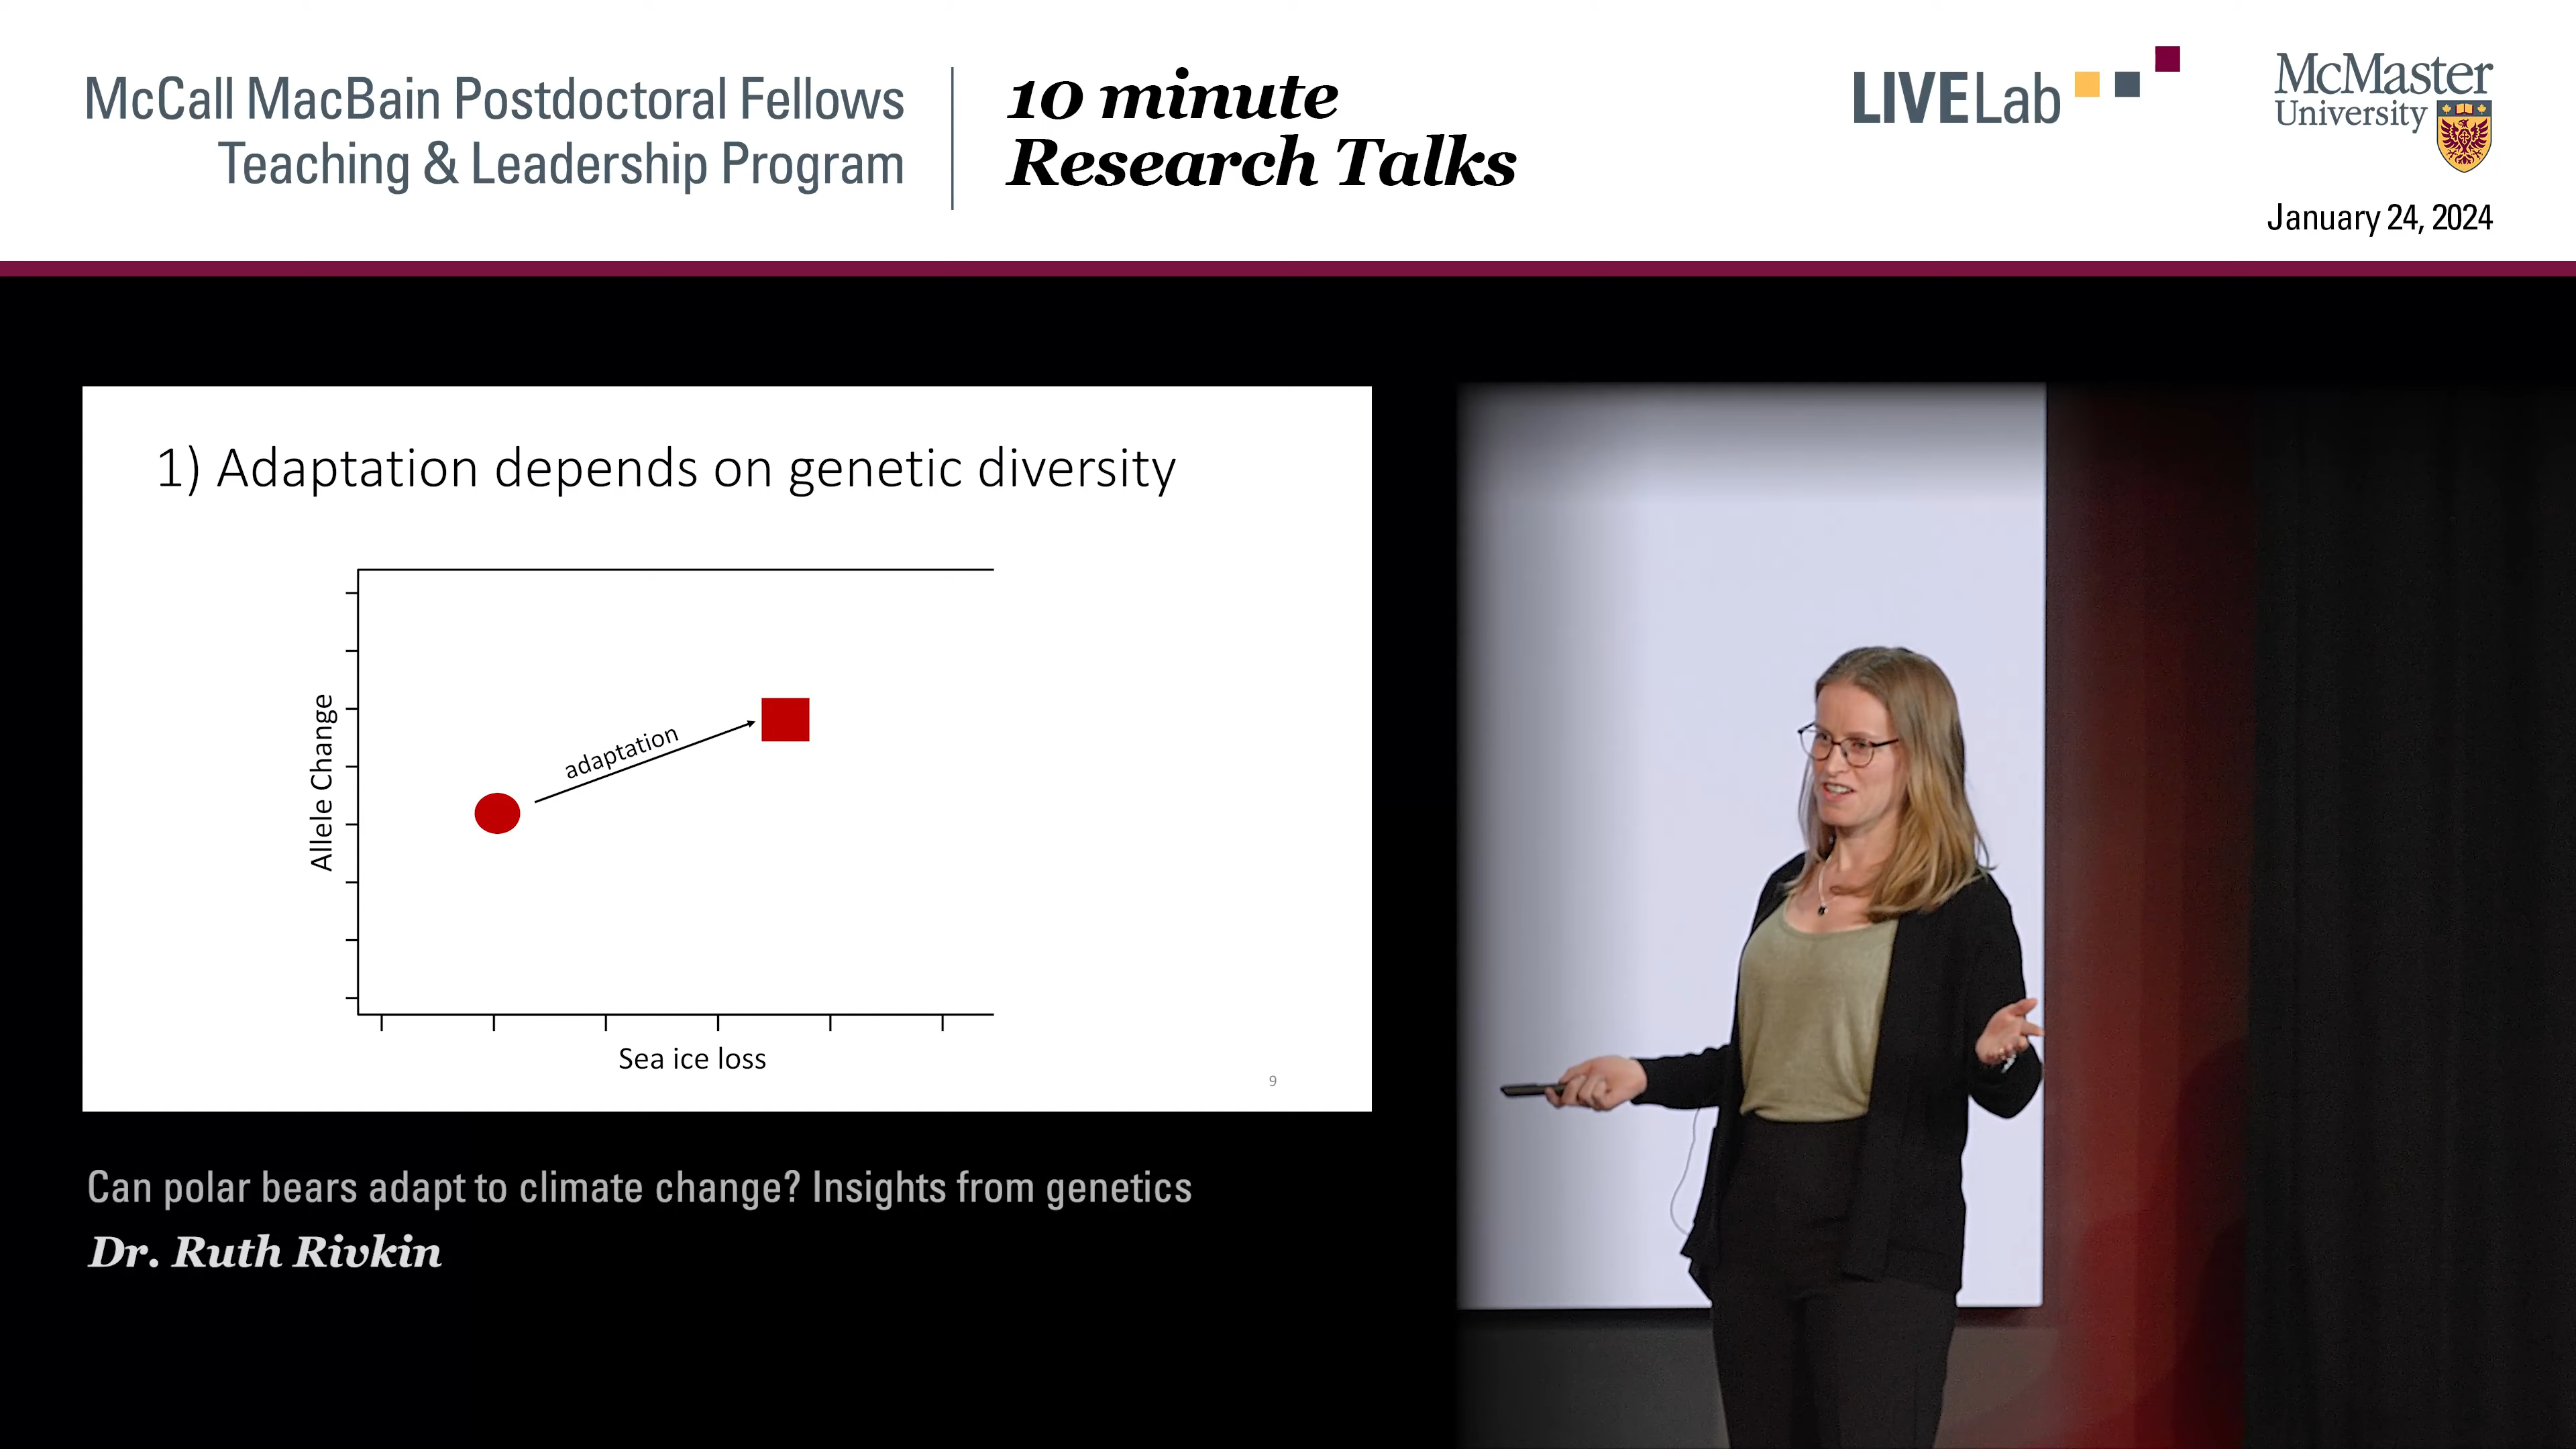 McCall MacBain Postdoctoral Fellows
Teaching & Leadership Program
10 minute
Research Talks
LIVELab
McMaster
University
January 24, 2024
1) Adaptation depends on genetic diversity
Allele Change
adaptation
Sea ice loss
9
Can polar bears adapt to climate change? Insights from genetics
Dr. Ruth Rivkin